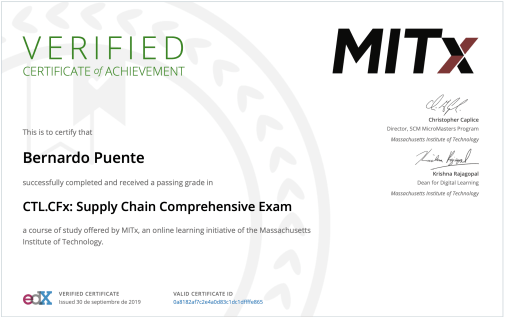 VERIFIED
CERTIFICATE of ACHIEVEMENT
MITx
This is to certify that
Bernardo Puente
successfully completed and received a passing grade in
CTL.CFx: Supply Chain Comprehensive Exam
a course of study offered by MITx, an online learning initiative of the Massachusetts
Institute of Technology.
Christopher Caplice
Director, SCM MicroMasters Program
Massachusetts Institute of Technology
Krishna Rajagopal
Dean for Digital Learning
Massachusetts Institute of Technology
edX
VERIFIED CERTIFICATE
Issued 30 de septiembre de 2019
VALID CERTIFICATE ID